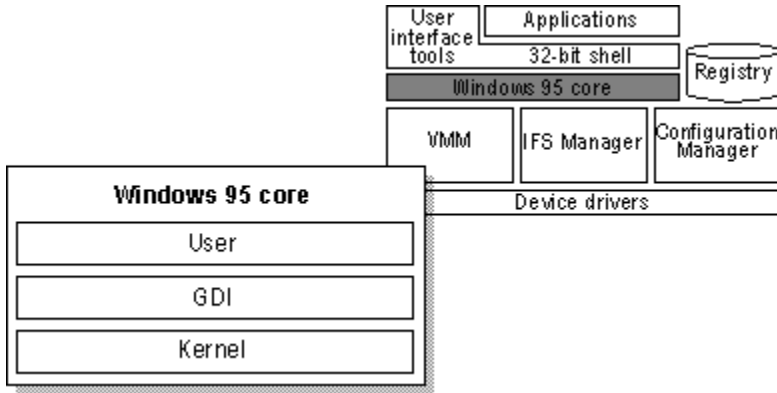 User
interface
tools
Applications
32-bit shell
Registry
Windows 95 core
VMM
IFS Manager
Configuration
Manager
Device drivers
Windows 95 core
User
GDI
Kernel